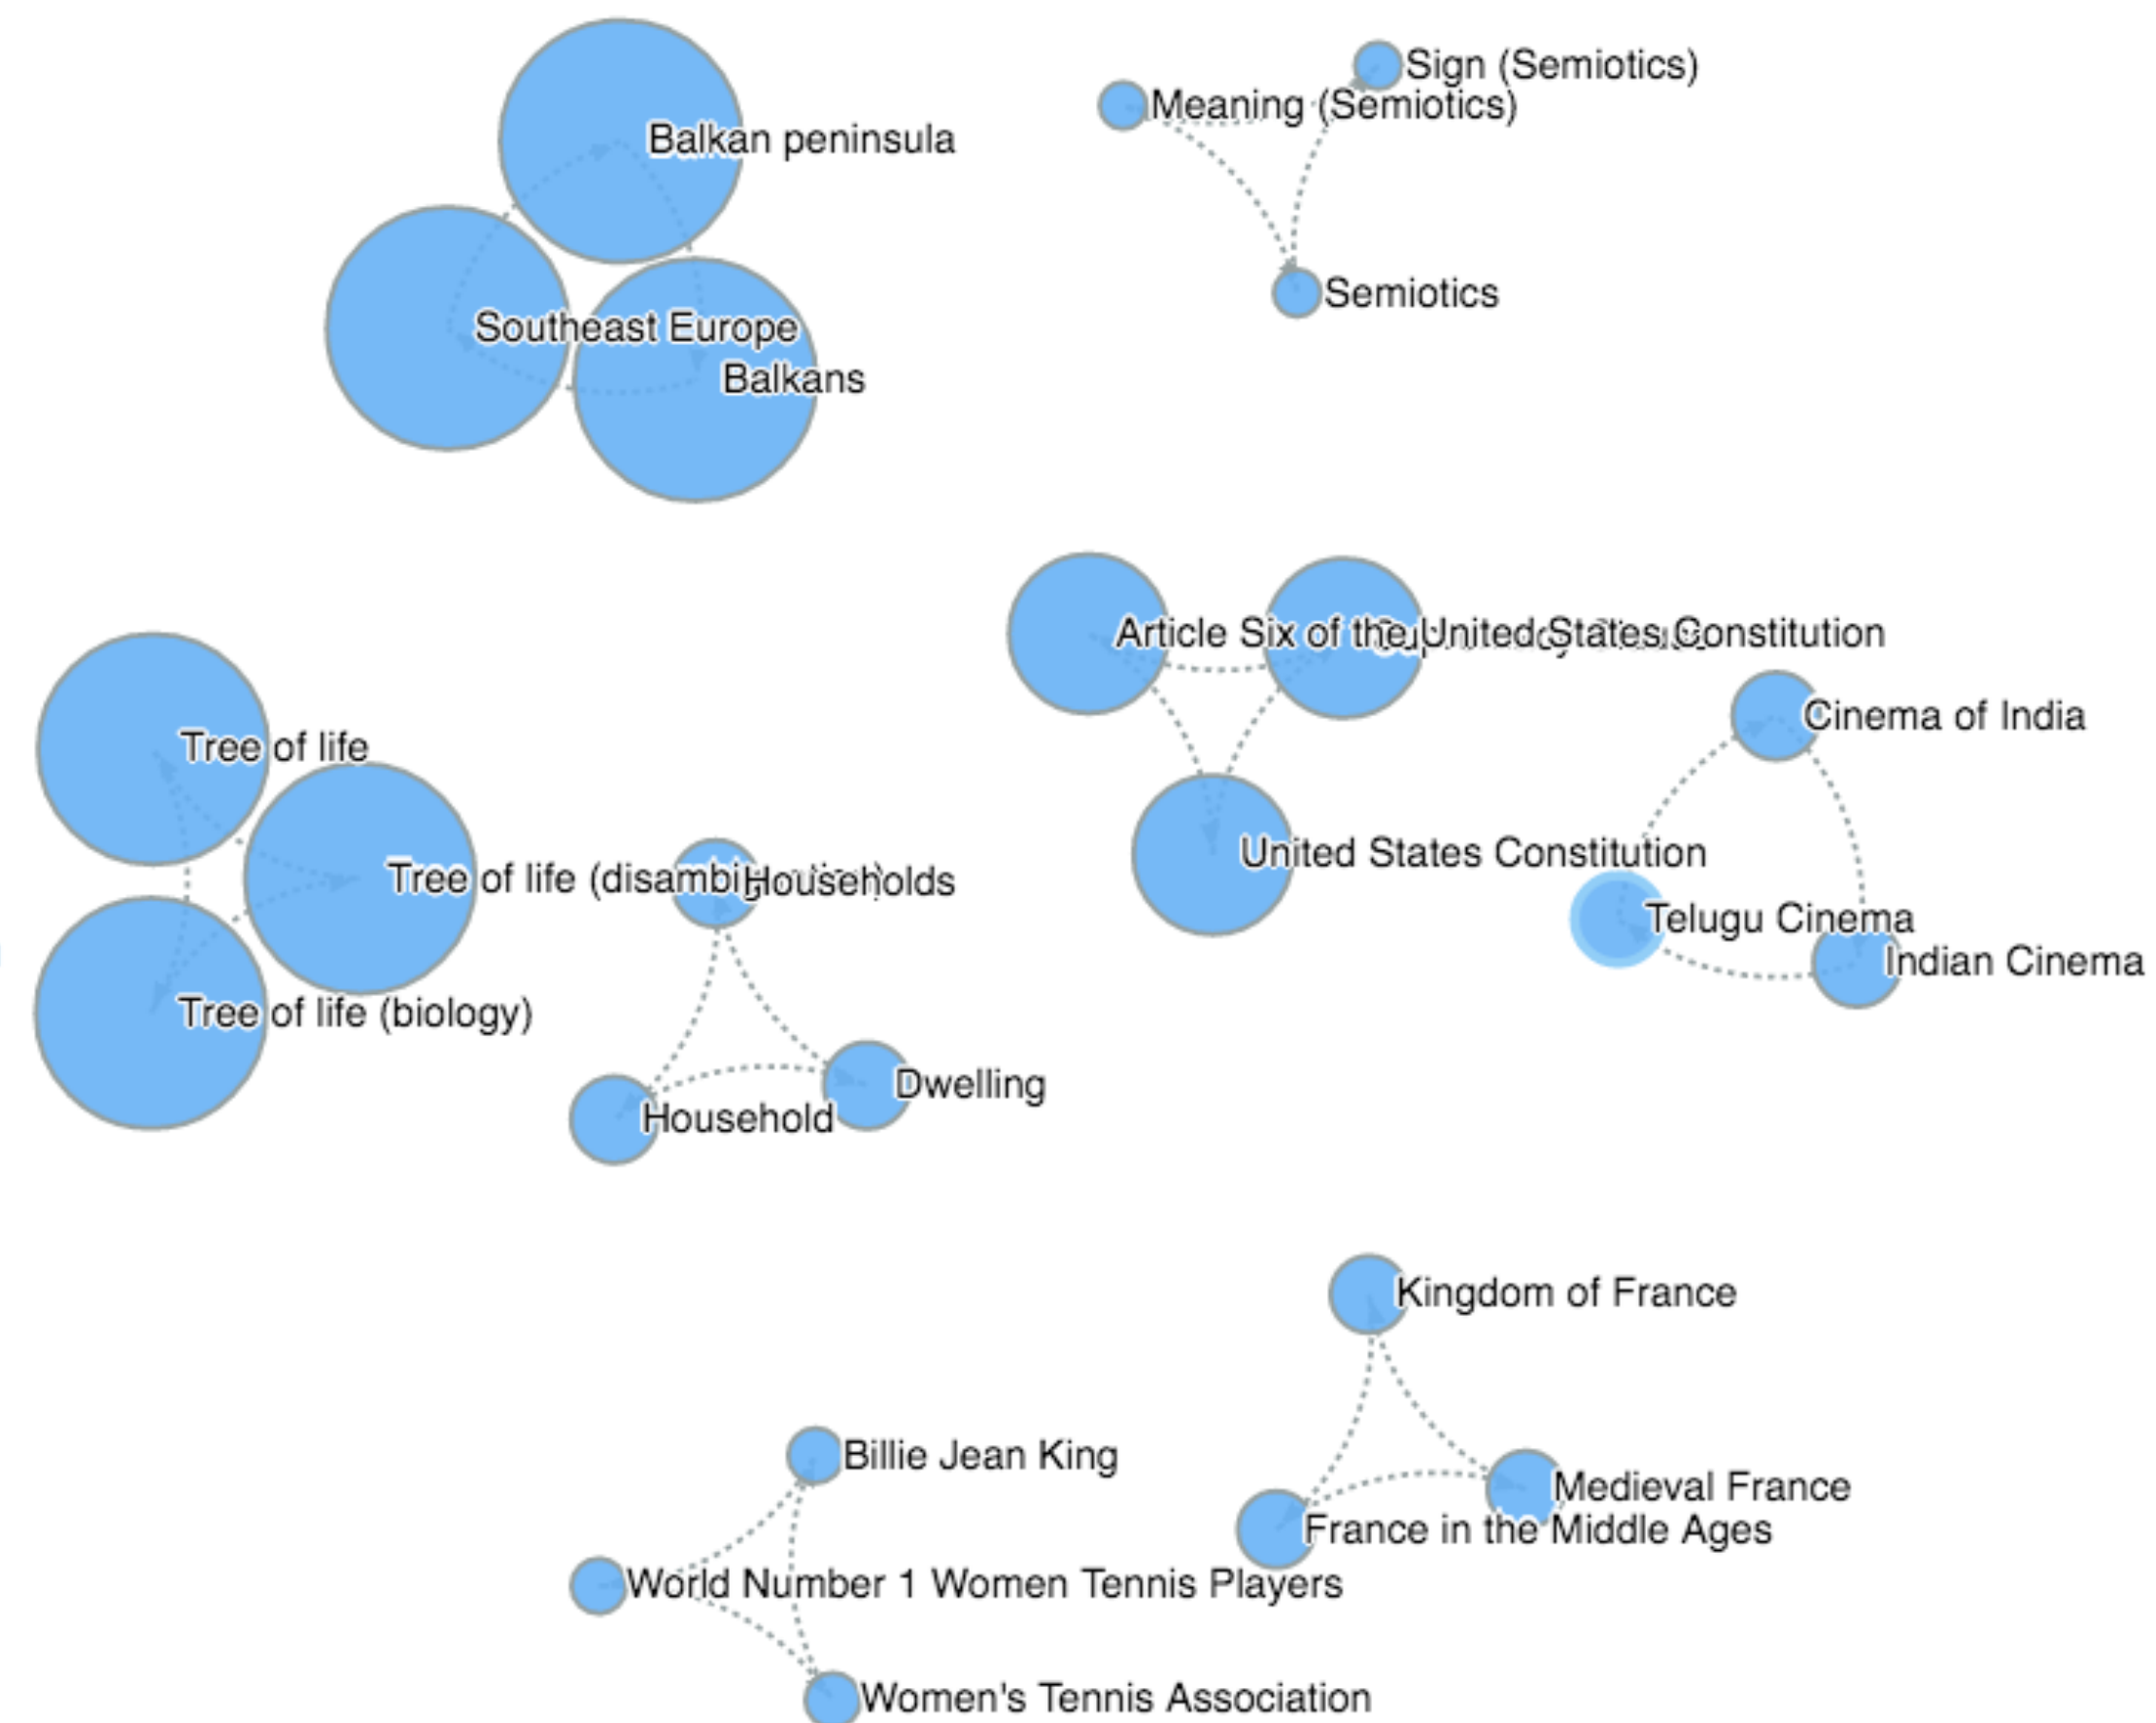 Sign (Semiotics)
Meaning (Semiotics)
Balkan peninsula
Semiotics
Southeast Europe
Balkans
Article Six of the United States Constitution
Cinema of India
Tree of life
United States Constitution
Tree of life (
Households
Telugu Cinema
Indian Cinema
Tree of life (biology)
Dwelling
Household
Kingdom of France
Billie Jean King
Medieval France
France in the Middle Ages
World Number 1 Women Tennis Players
Women's Tennis Association